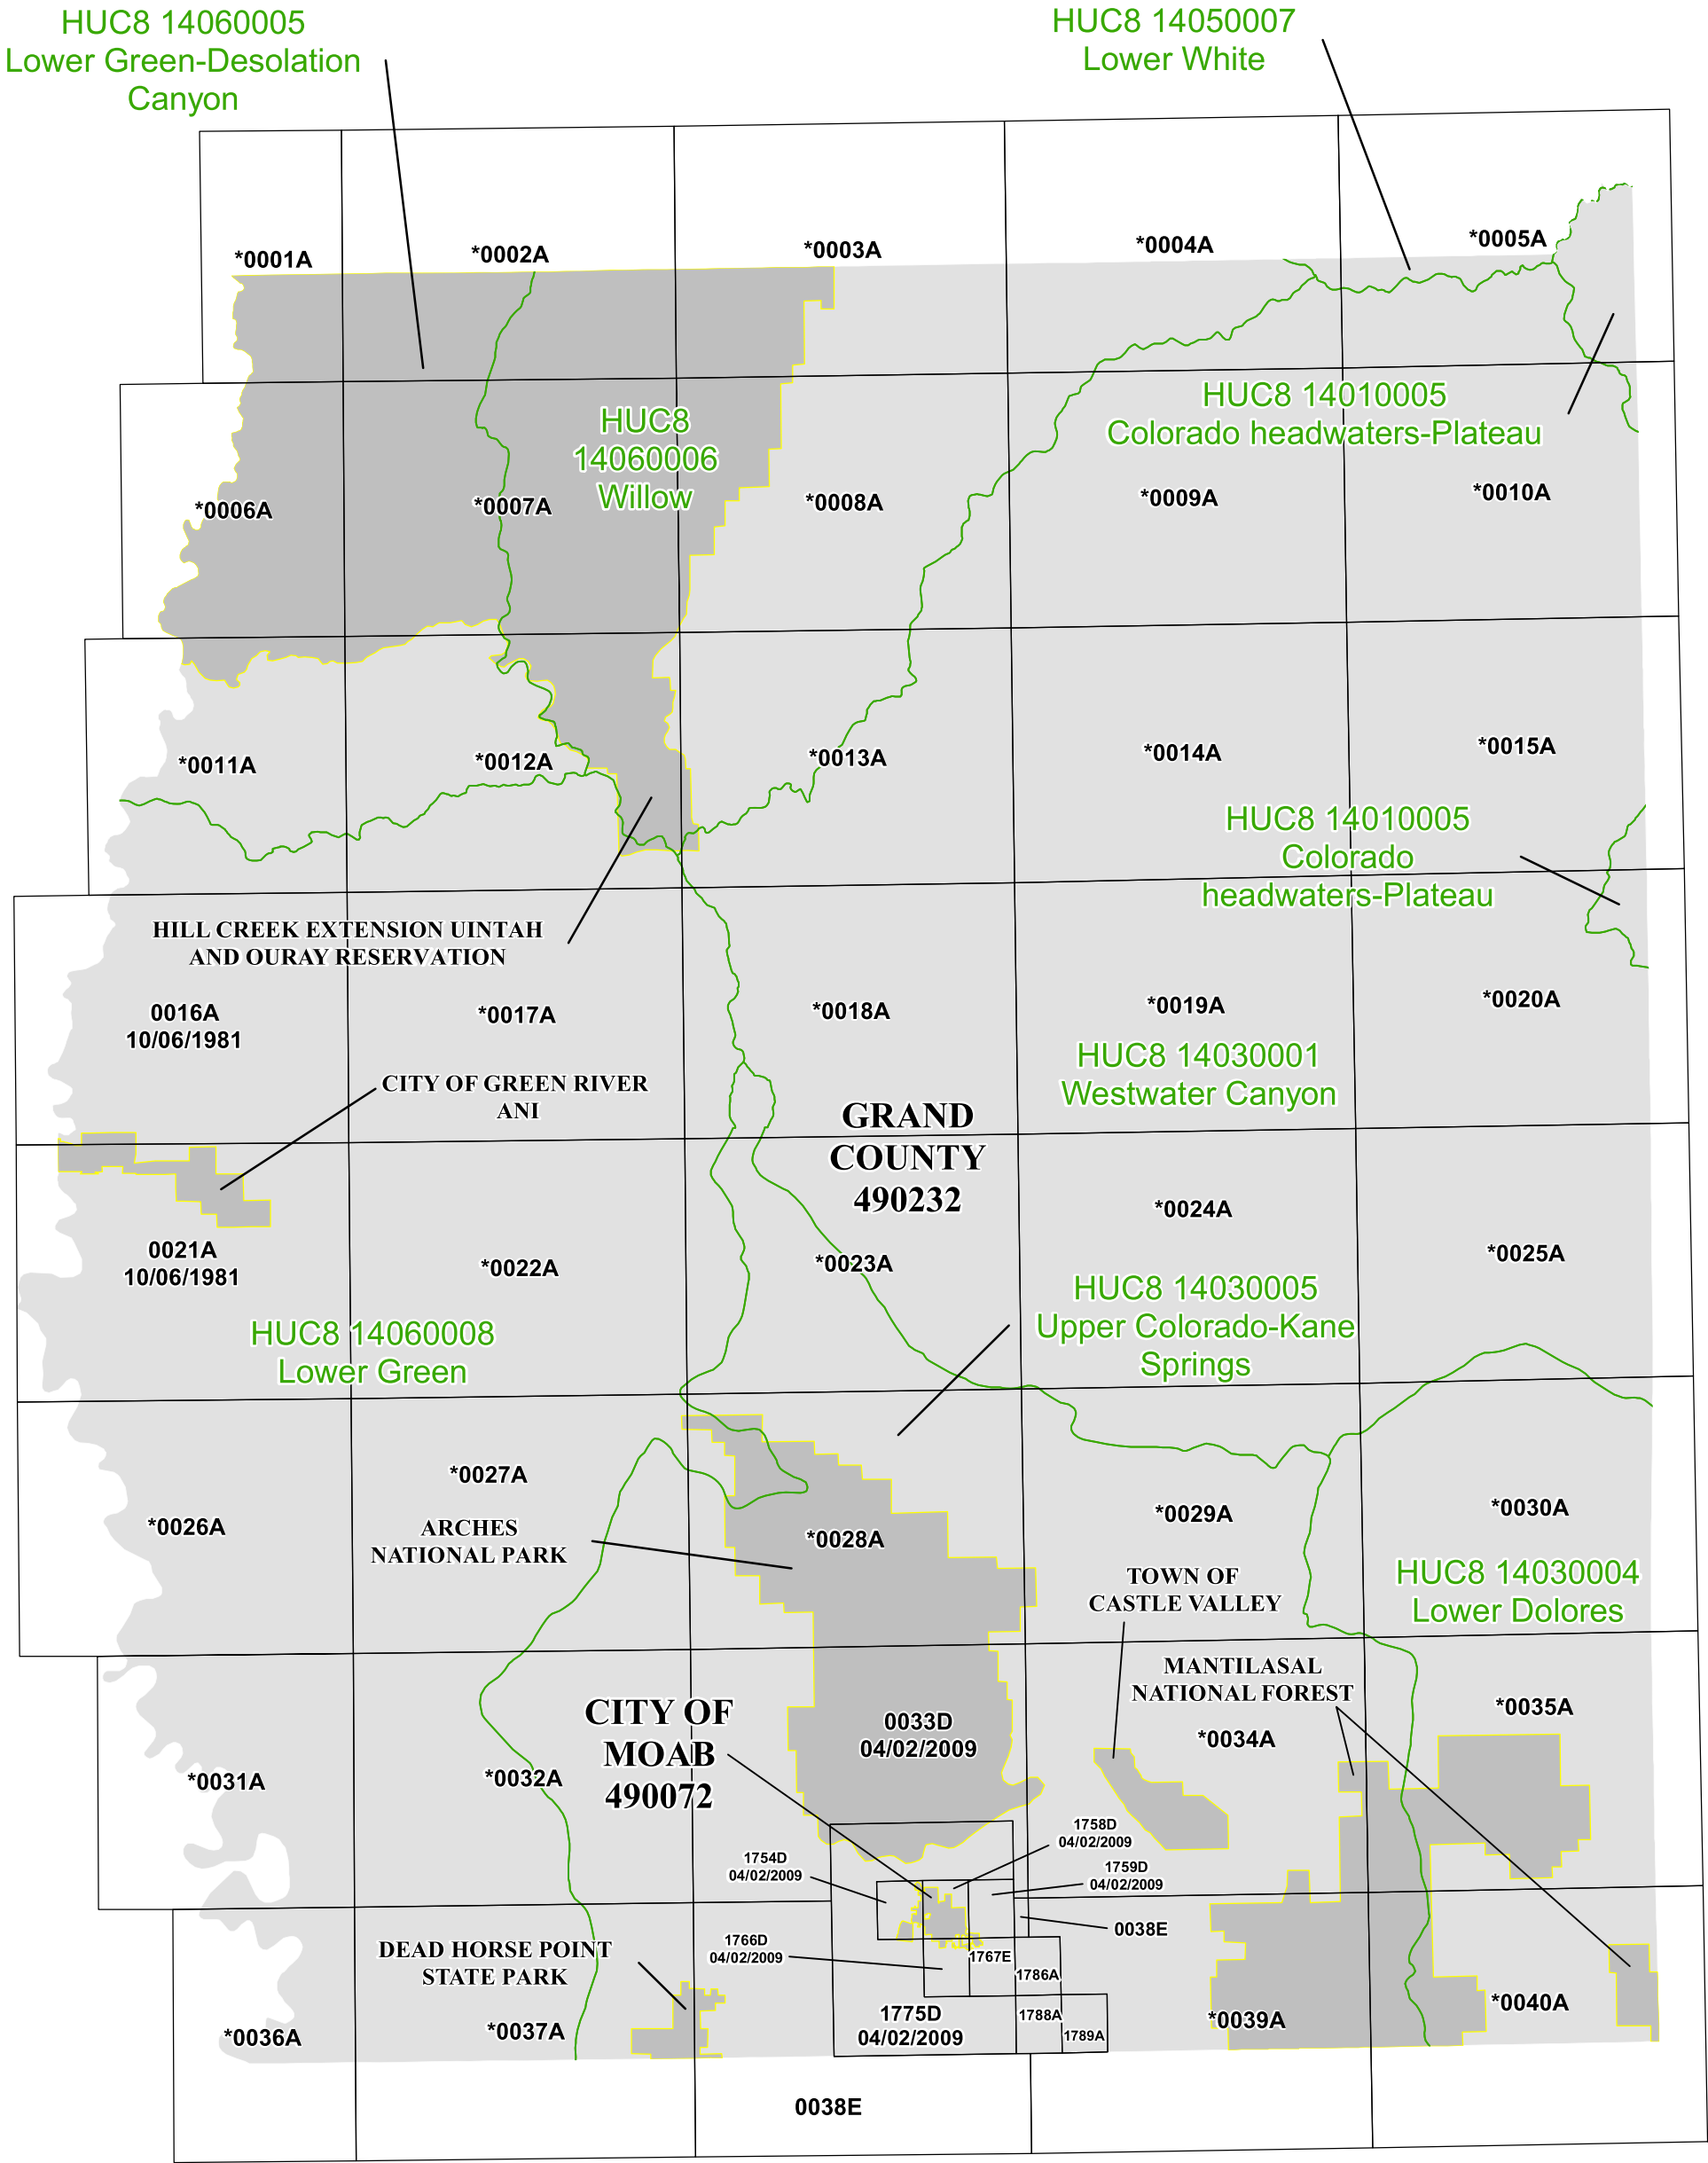 HUC8 14060005
Lower Green-Desolation
Canyon
HUC8 14050007
Lower White
*0001A
*0002A
*0003A
*0004A
*0005A
HUC8
14060006
Willow
HUC8 14010005
Colorado headwaters-Plateau
*0006A
*0007A
*0008A
*0009A
*0010A
*0011A
*0012A
*0013A
*0014A
*0015A
HUC8 14010005
Colorado
headwaters-Plateau
HILL CREEK EXTENSION UINTAH
AND OURAY RESERVATION
0016A
10/06/1981
*0017A
*0018A
*0019A
*0020A
HUC8 14030001
Westwater Canyon
CITY OF GREEN RIVER
ANI
GRAND
COUNTY
490232
0021A
10/06/1981
*0022A
*0023A
*0024A
*0025A
HUC8 14060008
Lower Green
HUC8 14030005
Upper Colorado-Kane
Springs
*0026A
*0027A
ARCHES
NATIONAL PARK
*0028A
*0029A
*0030A
TOWN OF
CASTLE VALLEY
HUC8 14030004
Lower Dolores
MANTILASAL
NATIONAL FOREST
*0031A
*0032A
CITY OF
MOAB
490072
0033D
04/02/2009
*0034A
*0035A
1754D
04/02/2009
1758D
04/02/2009
1759D
04/02/2009
0038E
1766D
04/02/2009
1767E
1786A
DEAD HORSE POINT
STATE PARK
*0036A
*0037A
1775D
04/02/2009
1788A
1789A
*0039A
*0040A
0038E